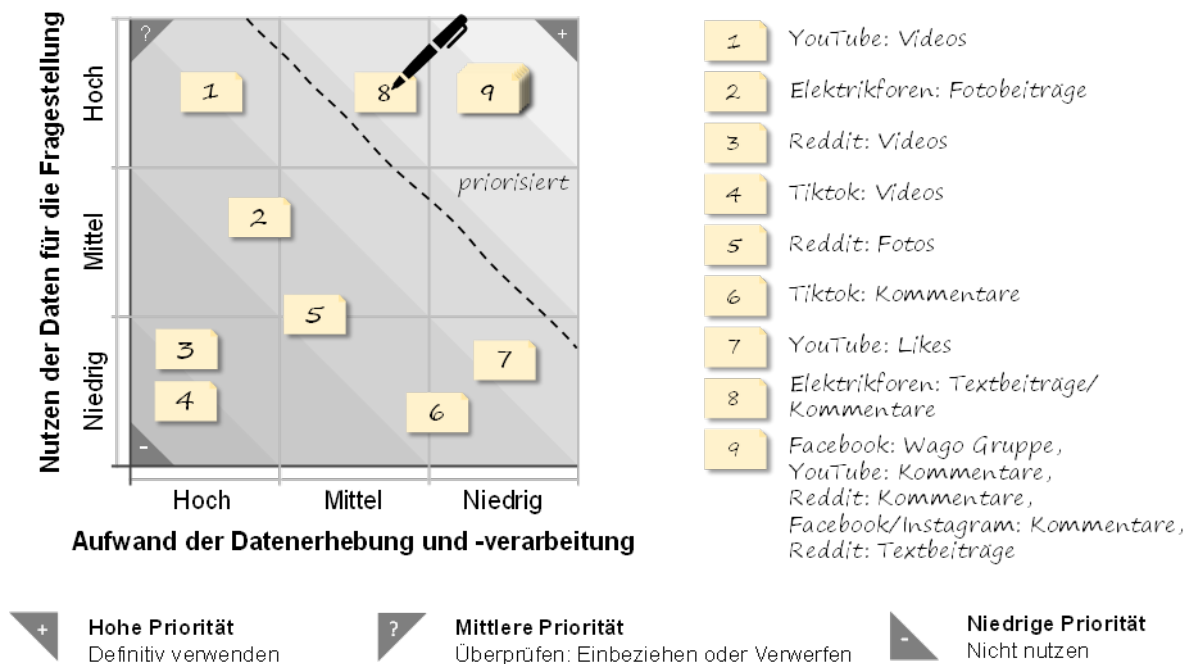 Nutzen der Daten für die Fragestellung
Hoch
Mittel
Niedrig
?
+
-
1
8
9
priorisiert
2
5
3
4
7
6
Hoch
Mittel
Niedrig
Aufwand der Datenerhebung und -verarbeitung
1 YouTube: Videos
2 Elektrikforen: Fotobeiträge
3 Reddit: Videos
4 Tiktok: Videos
5 Reddit: Fotos
6 Tiktok: Kommentare
7 YouTube: Likes
8 Elektrikforen: Textbeiträge/
Kommentare
9 Facebook: Wago Gruppe,
YouTube: Kommentare,
Reddit: Kommentare,
Facebook/Instagram: Kommentare,
Reddit: Textbeiträge
+ Hohe Priorität
Definitiv verwenden
? Mittlere Priorität
Überprüfen: Einbeziehen oder Verwerfen
- Niedrige Priorität
Nicht nutzen